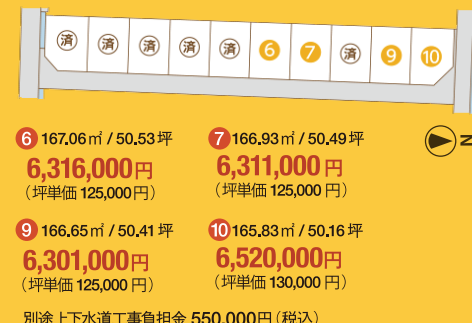 済 済 済 済 済 6 7 済 9 10
N
6 167.06㎡ / 50.53坪
6,316,000円
（坪単価 125,000円）
7 166.93㎡ / 50.49坪
6,311,000円
（坪単価 125,000円）
9 166.65㎡ / 50.41坪
6,301,000円
（坪単価 125,000円）
10 165.83㎡ / 50.16坪
6,520,000円
（坪単価 130,000円）
別途上下水道工事負担金 550,000円（税込）